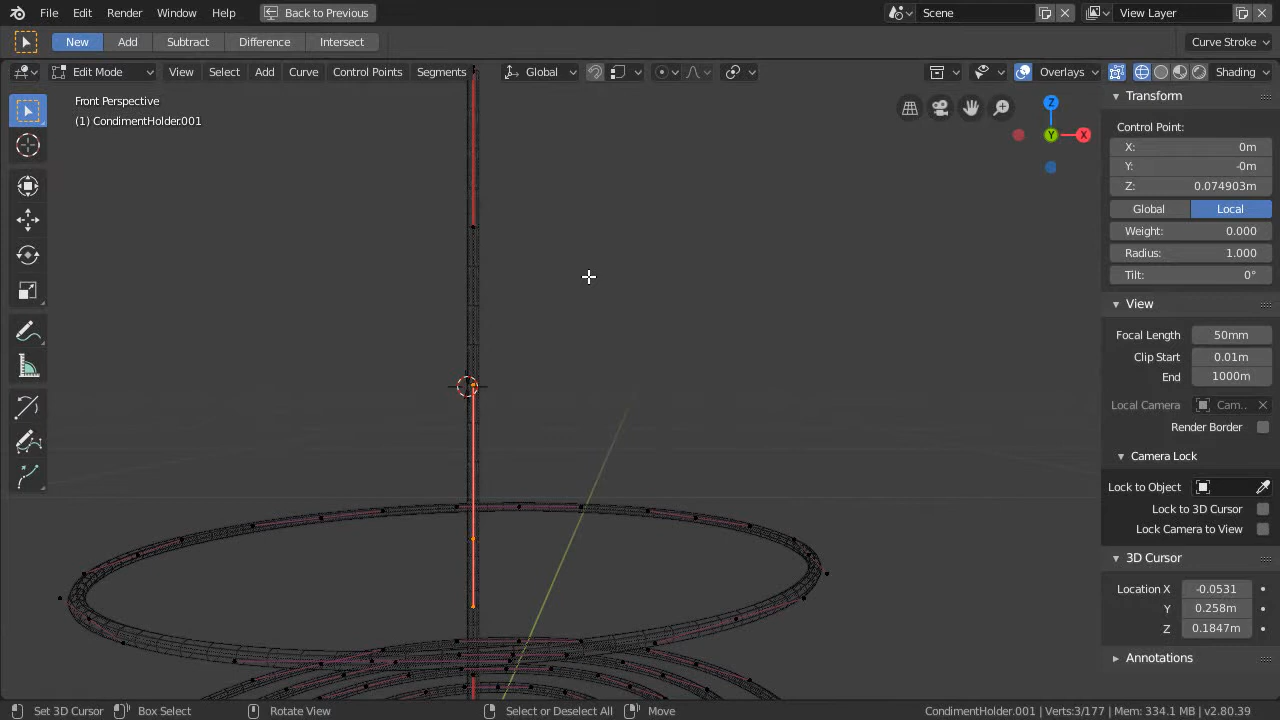 File Edit Render Window Help Back to Previous Scene View Layer
New Add Subtract Difference Intersect Curve Stroke
Edit Mode View Select Add Curve Control Points Segments Global Overlays Shading
Front Perspective
(1) CondimentHolder.001
Z
Y
X
Transform
Control Point:
X: 0m
Y: -0m
Z: 0.074903m
Global Local
Weight: 0.000
Radius: 1.000
Tilt: 0°
View
Focal Length 50mm
Clip Start 0.01m
End 1000m
Local Camera Cam..
Render Border
Camera Lock
Lock to Object
Lock to 3D Cursor
Lock Camera to View
3D Cursor
Location X -0.0531
Y 0.258m
Z 0.1847m
Annotations
Set 3D Cursor Box Select Rotate View Select or Deselect All Move CondimentHolder.001 | Verts:3/177 | Mem: 334.1 MB | v2.80.39